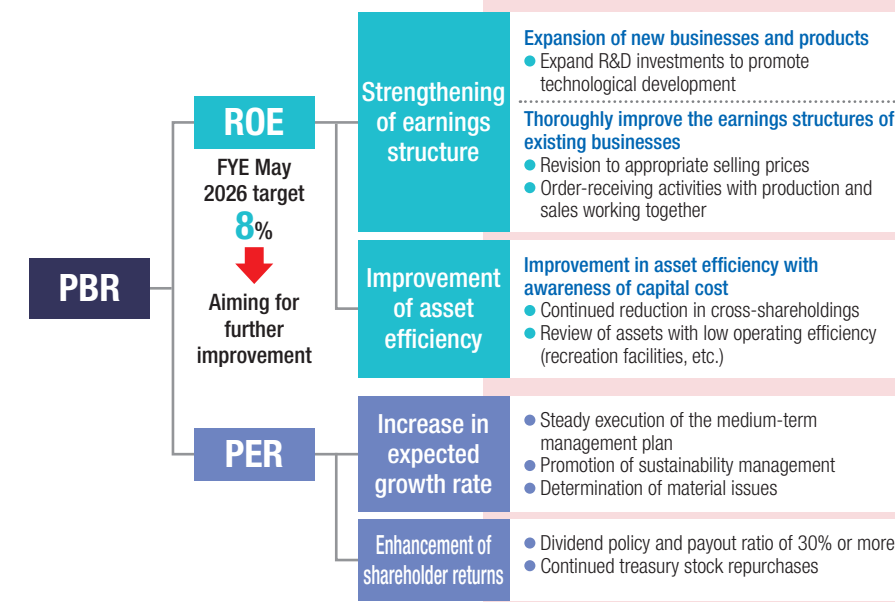 PBR
ROE
FYE May
2026 target
8%
Aiming for
further
improvement
Strengthening
of earnings
structure
Expansion of new businesses and products
● Expand R&D investments to promote
technological development
Thoroughly improve the earnings structures of
existing businesses
● Revision to appropriate selling prices
● Order-receiving activities with production and
sales working together
Improvement
of asset
efficiency
Improvement in asset efficiency with
awareness of capital cost
● Continued reduction in cross-shareholdings
● Review of assets with low operating efficiency
(recreation facilities, etc.)
PER
Increase in
expected
growth rate
● Steady execution of the medium-term
management plan
● Promotion of sustainability management
● Determination of material issues
Enhancement of
shareholder returns
● Dividend policy and payout ratio of 30% or more
● Continued treasury stock repurchases